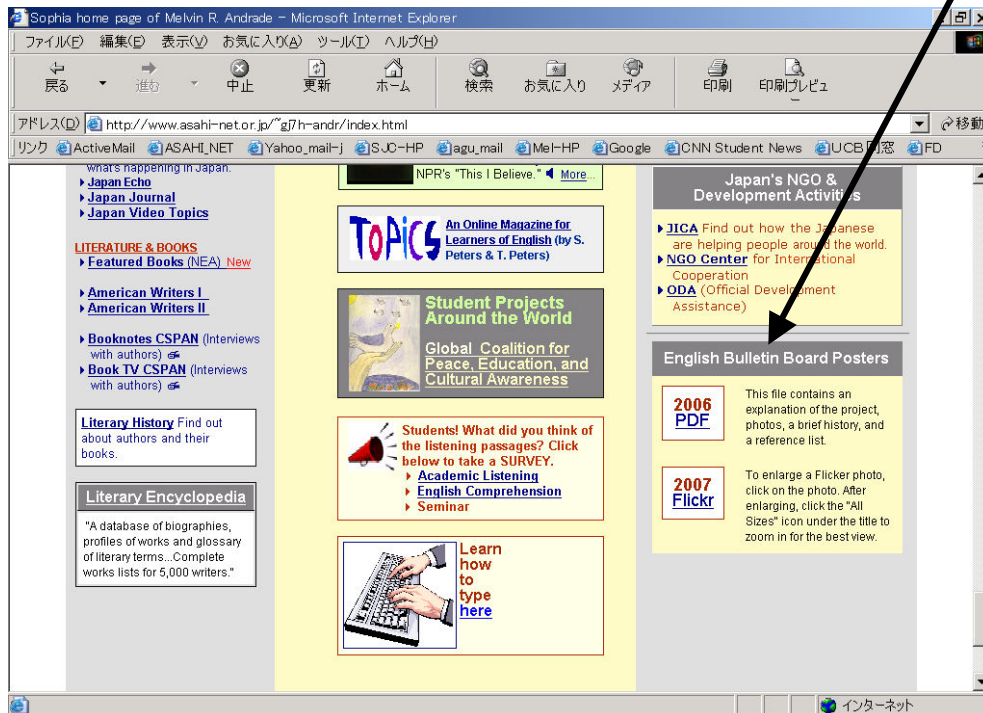 Sophia home page of Melvin R. Andrade - Microsoft Internet Explorer
ファイル(F) 編集(E) 表示(V) お気に入り(A) ツール(T) ヘルプ(H)
戻る 進む 中止 更新 ホーム 検索 お気に入り メディア 印刷 印刷プレビュー
アドレス(D) http://www.asahi-net.or.jp/~gj7h-andr/index.html 移動
リンク ActiveMail ASAHI_NET Yahoo_mail-j SJC-HP agu_mail Mel-HP Google CNN Student News UCB 同窓 FD
what's happening in Japan.
Japan Echo
Japan Journal
Japan Video Topics
LITERATURE & BOOKS
Featured Books (NEA) New
American Writers I
American Writers II
Booknotes CSPAN (Interviews
with authors)
Book TV CSPAN (Interviews
with authors)
Literary History Find out
about authors and their
books.
Literary Encyclopedia
"A database of biographies,
profiles of works and glossary
of literary terms...Complete
works lists for 5,000 writers."
NPR's "This I Believe." More...
TOPICS
An Online Magazine for
Learners of English (by S.
Peters & T. Peters)
Student Projects
Around the World
Global Coalition for
Peace, Education, and
Cultural Awareness
Students! What did you think of
the listening passages? Click
below to take a SURVEY.
Academic Listening
English Comprehension
Seminar
Learn
how
to
type
here
Japan's NGO &
Development Activities
JICA Find out how the Japanese
are helping people around the world.
NGO Center for International
Cooperation
ODA (Official Development
Assistance)
English Bulletin Board Posters
2006
PDF
This file contains an
explanation of the project,
photos, a brief history, and
a reference list.
2007
Flickr
To enlarge a Flicker photo,
click on the photo. After
enlarging, click the "All
Sizes" icon under the title to
zoom in for the best view.
インターネット